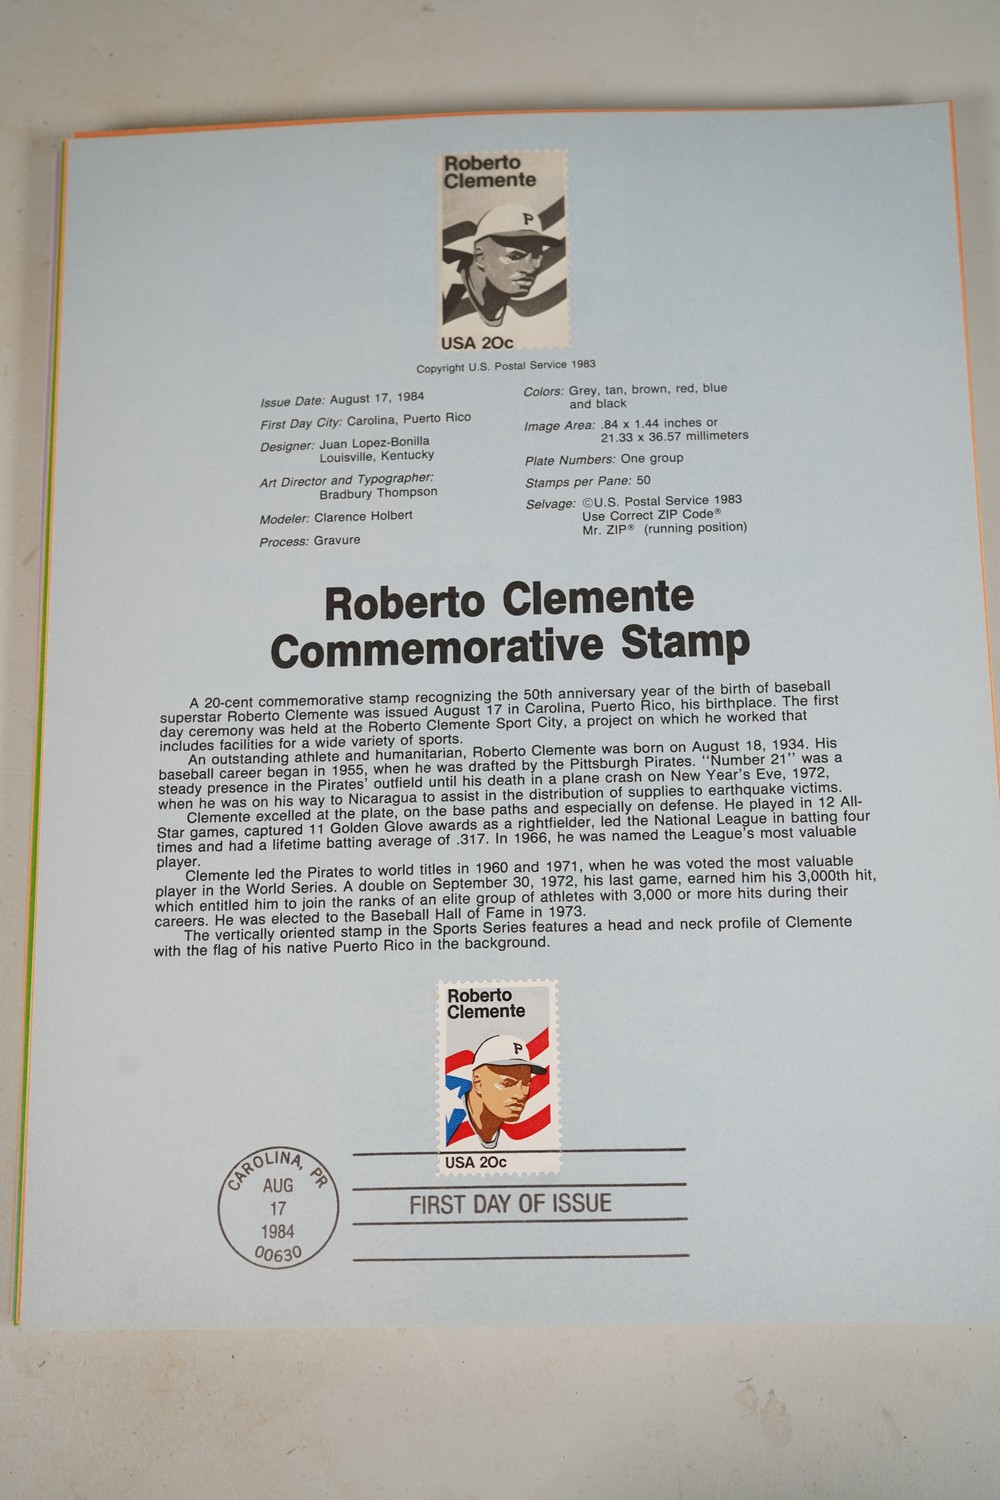 Roberto
Clemente
P
USA 20c
Copyright U.S. Postal Service 1983
Issue Date: August 17, 1984
First Day City: Carolina, Puerto Rico
Designer: Juan Lopez-Bonilla
Louisville, Kentucky
Art Director and Typographer:
Bradbury Thompson
Modeler: Clarence Holbert
Process: Gravure
Colors: Grey, tan, brown, red, blue
and black
Image Area: .84 x 1.44 inches or
21.33 x 36.57 millimeters
Plate Numbers: One group
Stamps per Pane: 50
Selvage: ©U.S. Postal Service 1983
Use Correct ZIP Code®
Mr. ZIP® (running position)
Roberto Clemente
Commemorative Stamp
A 20-cent commemorative stamp recognizing the 50th anniversary year of the birth of baseball
superstar Roberto Clemente was issued August 17 in Carolina, Puerto Rico, his birthplace. The first
day ceremony was held at the Roberto Clemente Sport City, a project on which he worked that
includes facilities for a wide variety of sports.
An outstanding athlete and humanitarian, Roberto Clemente was born on August 18, 1934. His
baseball career began in 1955, when he was drafted by the Pittsburgh Pirates. “Number 21” was a
steady presence in the Pirates’ outfield until his death in a plane crash on New Year’s Eve, 1972,
when he was on his way to Nicaragua to assist in the distribution of supplies to earthquake victims.
Clemente excelled at the plate, on the base paths and especially on defense. He played in 12 All-
Star games, captured 11 Golden Glove awards as a rightfielder, led the National League in batting four
times and had a lifetime batting average of .317. In 1966, he was named the League’s most valuable
player.
Clemente led the Pirates to world titles in 1960 and 1971, when he was voted the most valuable
player in the World Series. A double on September 30, 1972, his last game, earned him his 3,000th hit,
which entitled him to join the ranks of an elite group of athletes with 3,000 or more hits during their
careers. He was elected to the Baseball Hall of Fame in 1973.
The vertically oriented stamp in the Sports Series features a head and neck profile of Clemente
with the flag of his native Puerto Rico in the background.
Roberto
Clemente
P
USA 20c
CAROLINA, PR
AUG
17
1984
00630
FIRST DAY OF ISSUE